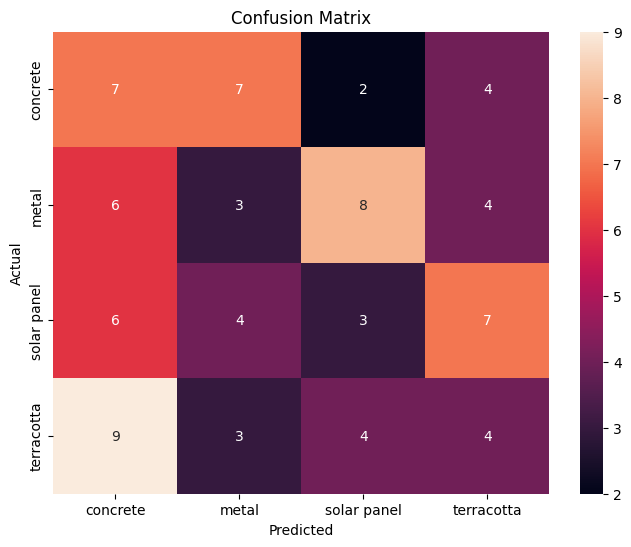 Confusion Matrix
concrete 7 7 2 4
metal 6 3 8 4
solar panel 6 4 3 7
terracotta 9 3 4 4
concrete metal solar panel terracotta
Predicted
Actual
9
8
7
6
5
4
3
2